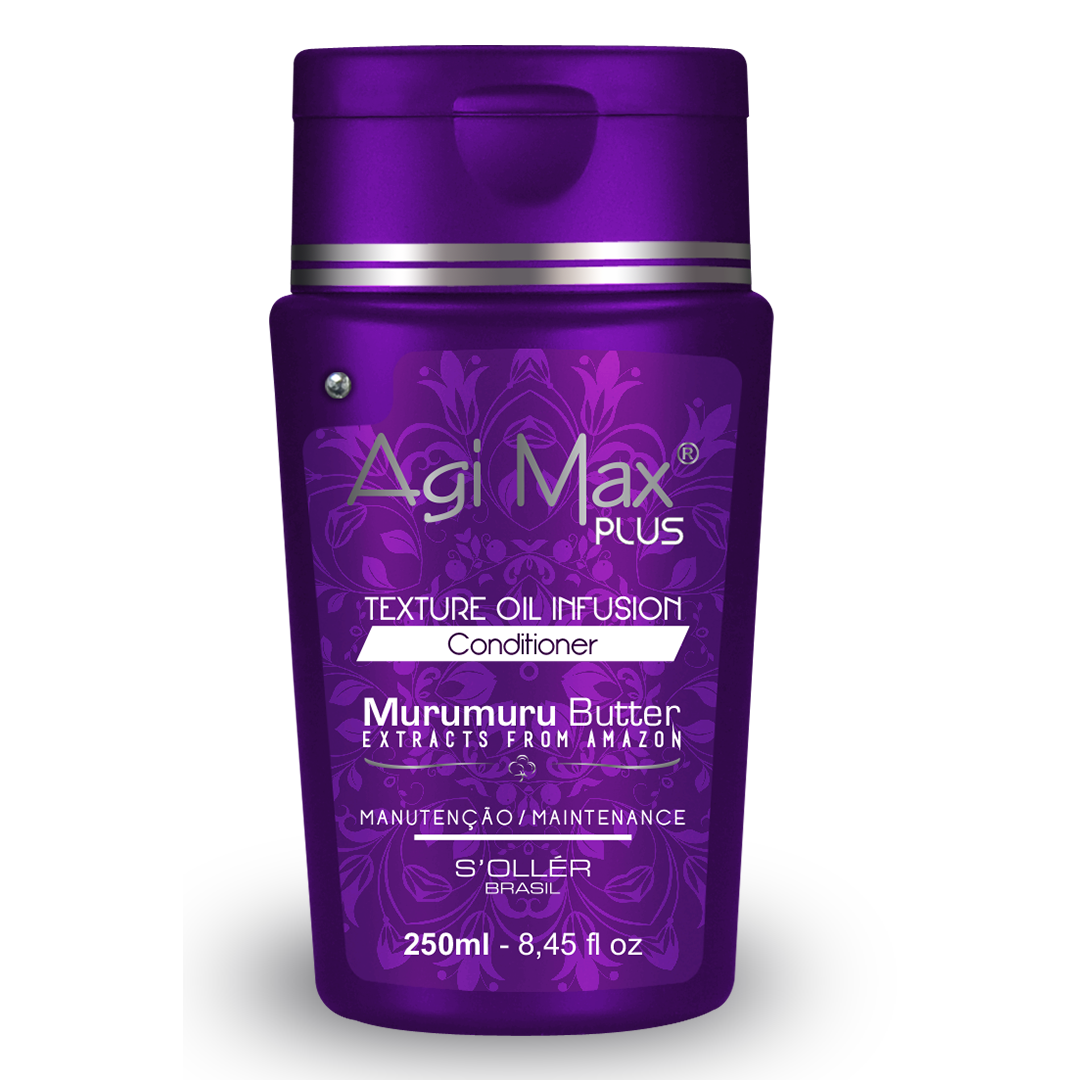 Agi Max®
PLUS
TEXTURE OIL INFUSION
Conditioner
Murumuru Butter
EXTRACTS FROM AMAZON
MANUTENÇÃO / MAINTENANCE
S'OLLÉR
BRASIL
250ml - 8,45 fl oz